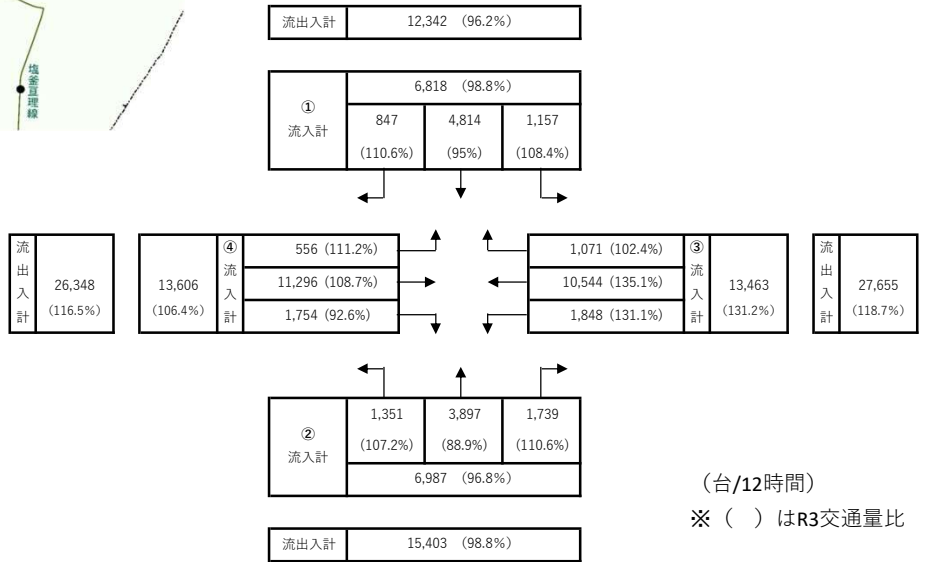 塩釜亘理線
流出入計 12,342 (96.2%)
① 流入計
6,818 (98.8%)
847 4,814 1,157
(110.6%) (95%) (108.4%)
流出入計
26,348
(116.5%)
13,606
(106.4%)
④流入計
556 (111.2%)
11,296 (108.7%)
1,754 (92.6%)
1,071 (102.4%)
10,544 (135.1%)
1,848 (131.1%)
③流入計
13,463
(131.2%)
流出入計
27,655
(118.7%)
② 流入計
1,351 3,897 1,739
(107.2%) (88.9%) (110.6%)
6,987 (96.8%)
流出入計 15,403 (98.8%)
（台/12時間）
※（　）はR3交通量比